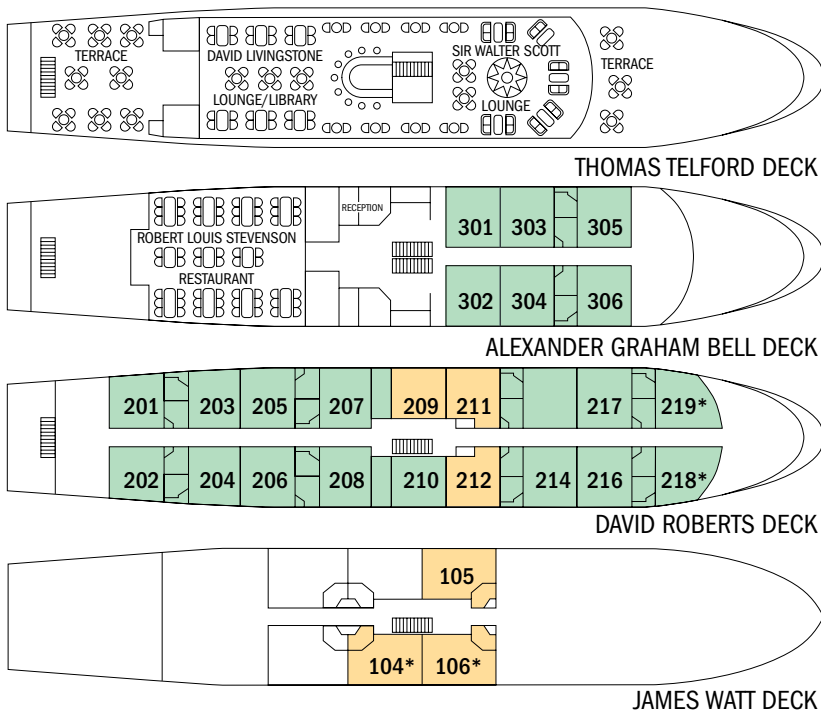 TERRACE
DAVID LIVINGSTONE
LOUNGE/LIBRARY
SIR WALTER SCOTT
LOUNGE
TERRACE
THOMAS TELFORD DECK
ROBERT LOUIS STEVENSON
RESTAURANT
RECEPTION
301 303 305
302 304 306
ALEXANDER GRAHAM BELL DECK
201 203 205 207 209 211 217 219*
202 204 206 208 210 212 214 216 218*
DAVID ROBERTS DECK
105
104* 106*
JAMES WATT DECK